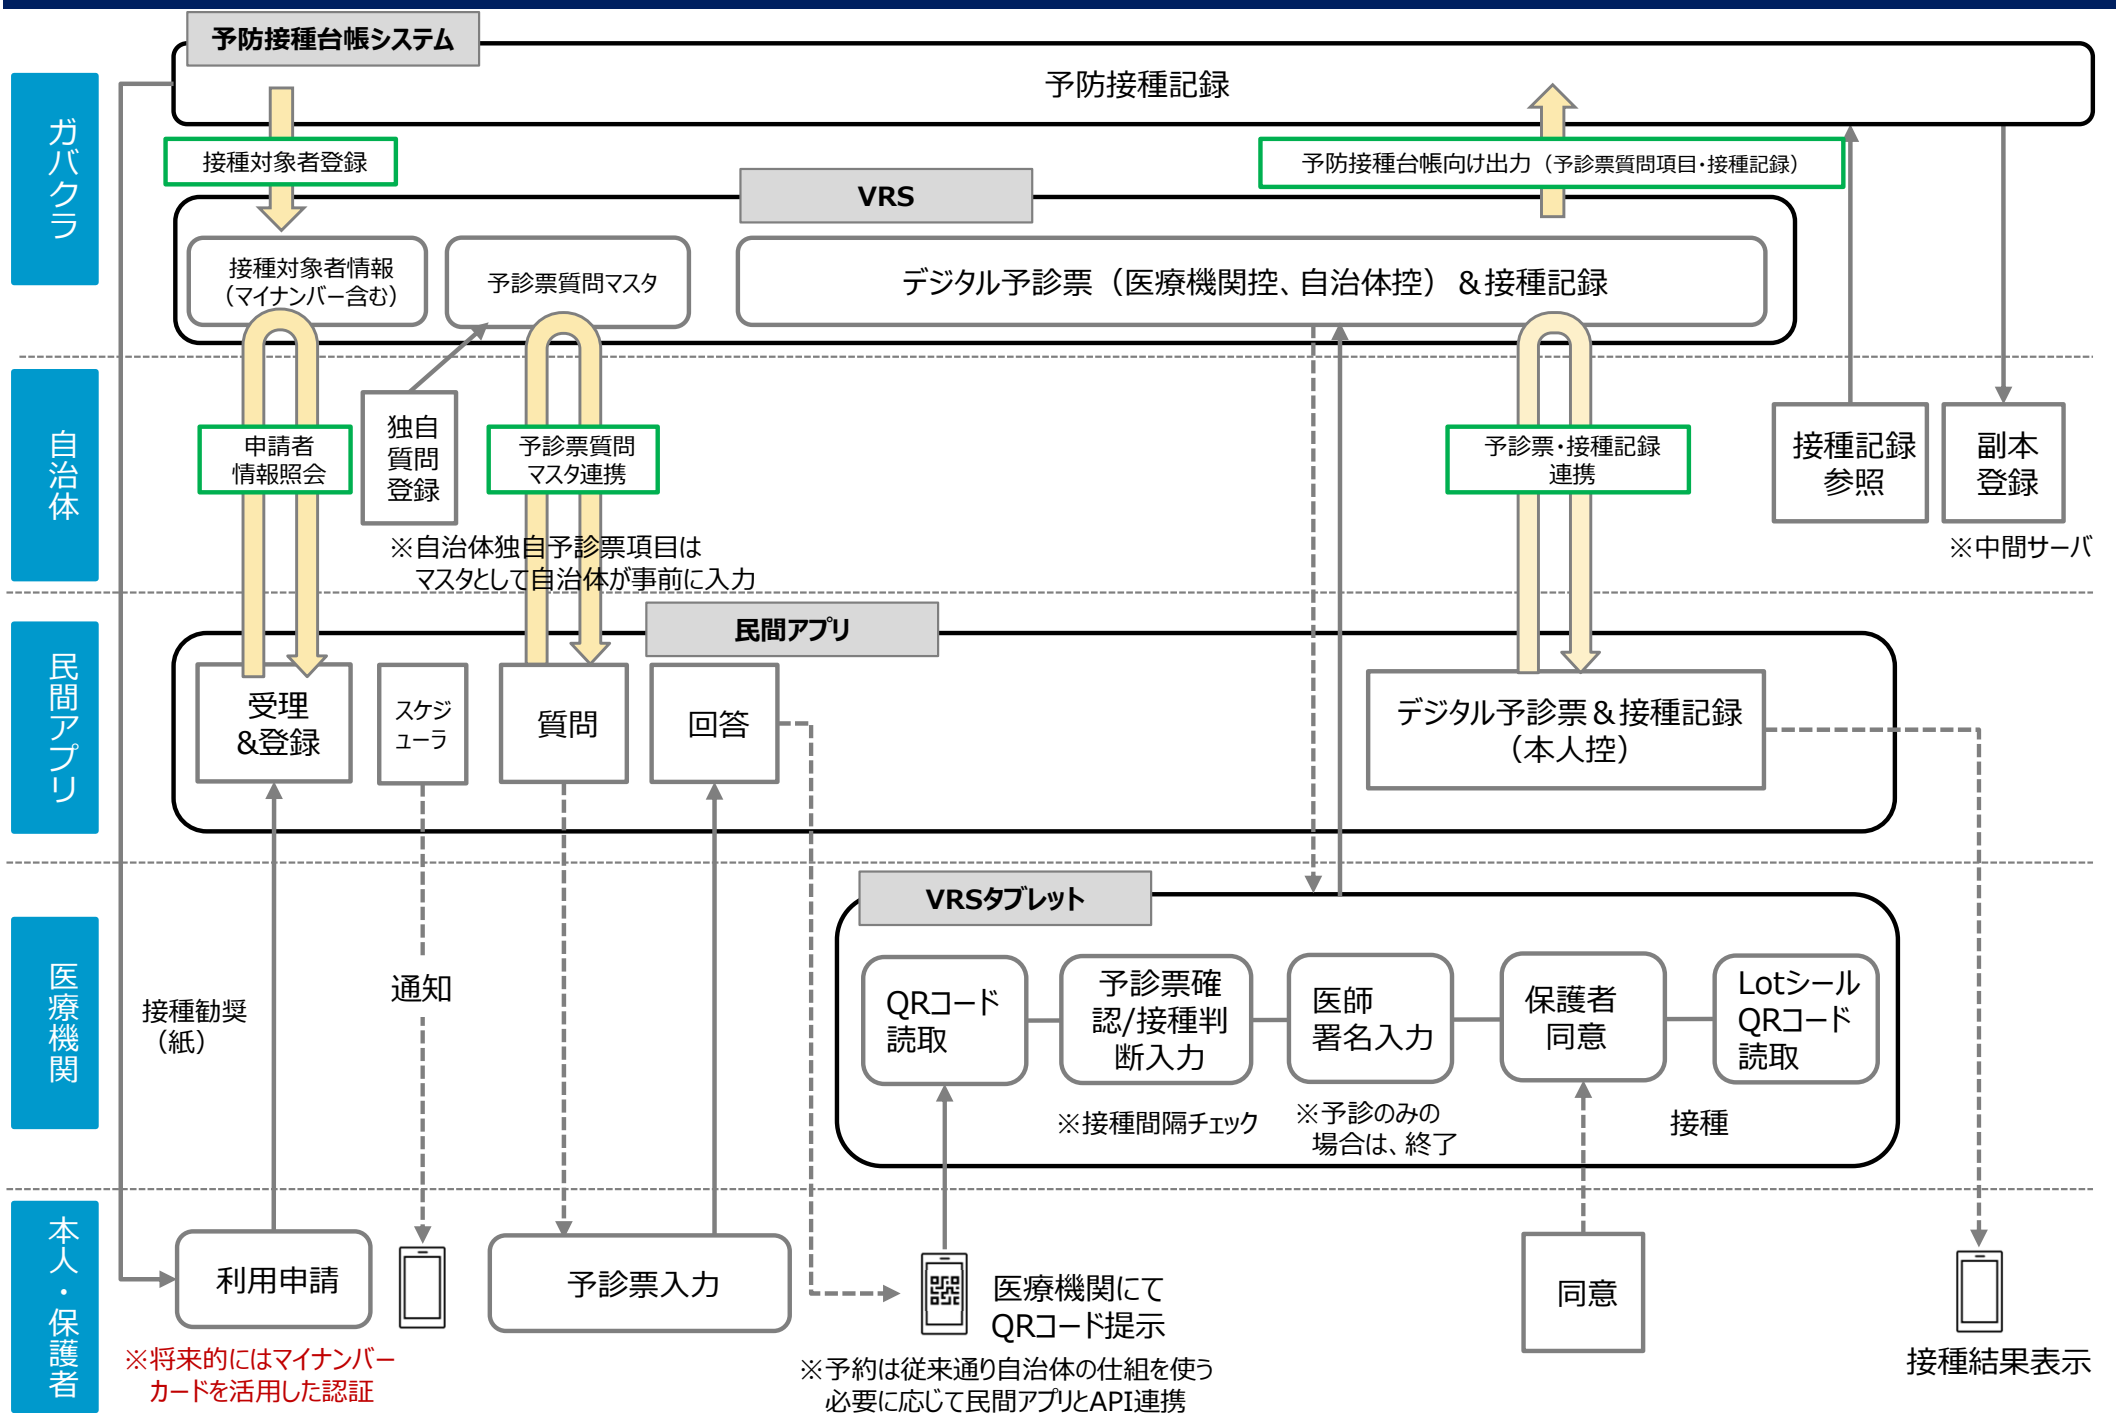 予防接種台帳システム
予防接種記録
ガバクラ
接種対象者登録
予防接種台帳向け出力（予診票質問項目・接種記録）
VRS
接種対象者情報
（マイナンバー含む）
予診票質問マスタ
デジタル予診票（医療機関控、自治体控）＆接種記録
自治体
申請者
情報照会
独自
質問
登録
予診票質問
マスタ連携
予診票・接種記録
連携
接種記録
参照
副本
登録
※自治体独自予診票項目は
マスタとして自治体が事前に入力
※中間サーバ
民間アプリ
民間アプリ
受理
&登録
スケジ
ューラ
質問
回答
デジタル予診票＆接種記録
（本人控）
医療機関
VRSタブレット
接種勧奨
（紙）
通知
QRコード
読取
予診票確
認/接種判
断入力
医師
署名入力
保護者
同意
Lotシール
QRコード
読取
※接種間隔チェック
※予診のみの
場合は、終了
接種
本人・保護者
利用申請
予診票入力
医療機関にて
QRコード提示
同意
接種結果表示
※将来的にはマイナンバー
カードを活用した認証
※予約は従来通り自治体の仕組を使う
必要に応じて民間アプリとAPI連携